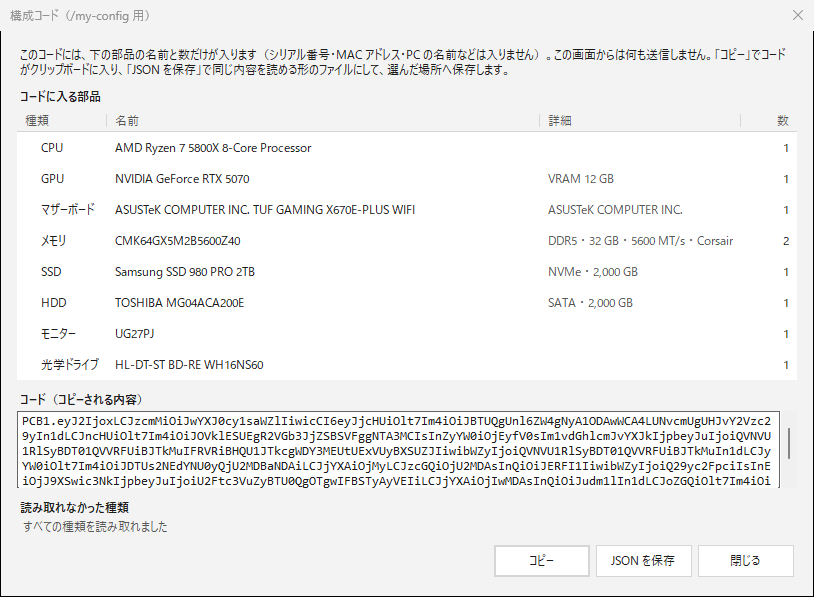 構成コード（/my-config 用）
このコードには、下の部品の名前と数だけが入ります（シリアル番号・MAC アドレス・PC の名前などは入りません）。この画面からは何も送信しません。「コピー」でコード
がクリップボードに入り、「JSON を保存」で同じ内容を読める形のファイルにして、選んだ場所へ保存します。
コードに入る部品
種類 名前 詳細 数
CPU AMD Ryzen 7 5800X 8-Core Processor 1
GPU NVIDIA GeForce RTX 5070 VRAM 12 GB 1
マザーボード ASUSTeK COMPUTER INC. TUF GAMING X670E-PLUS WIFI ASUSTeK COMPUTER INC. 1
メモリ CMK64GX5M2B5600Z40 DDR5・32 GB・5600 MT/s・Corsair 2
SSD Samsung SSD 980 PRO 2TB NVMe・2,000 GB 1
HDD TOSHIBA MG04ACA200E SATA・2,000 GB 1
モニター UG27PJ 1
光学ドライブ HL-DT-ST BD-RE WH16NS60 1
コード（コピーされる内容）
読み取れなかった種類
すべての種類を読み取れました
コピー JSON を保存 閉じる